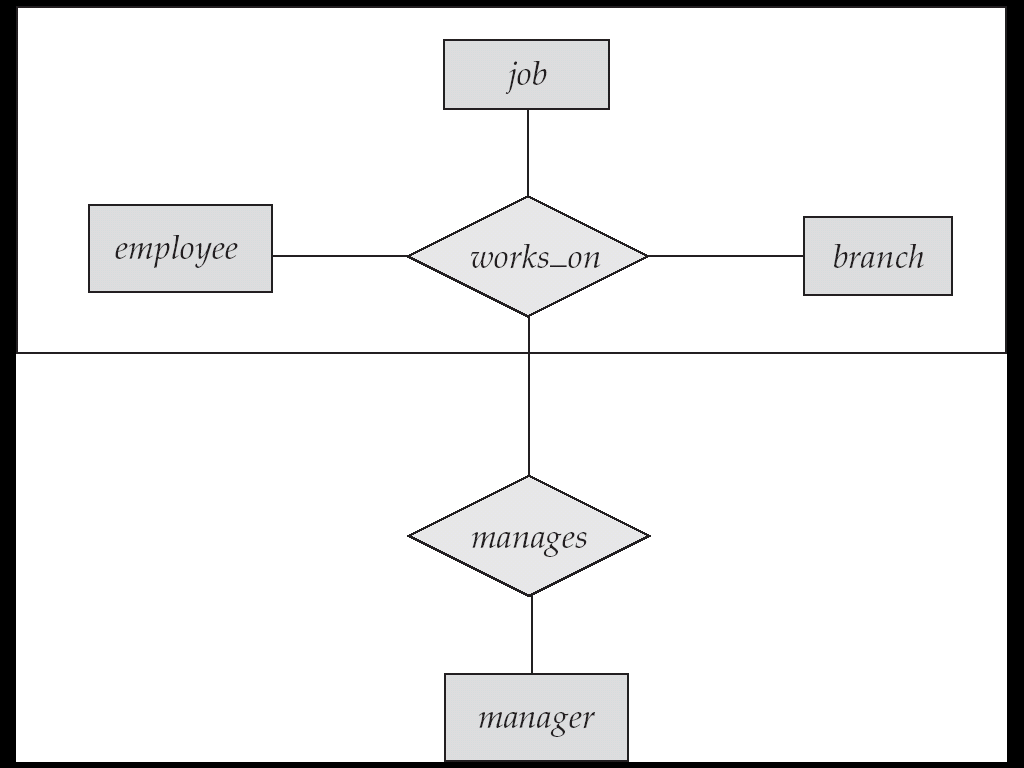 job
employee
works_on
branch
manages
manager